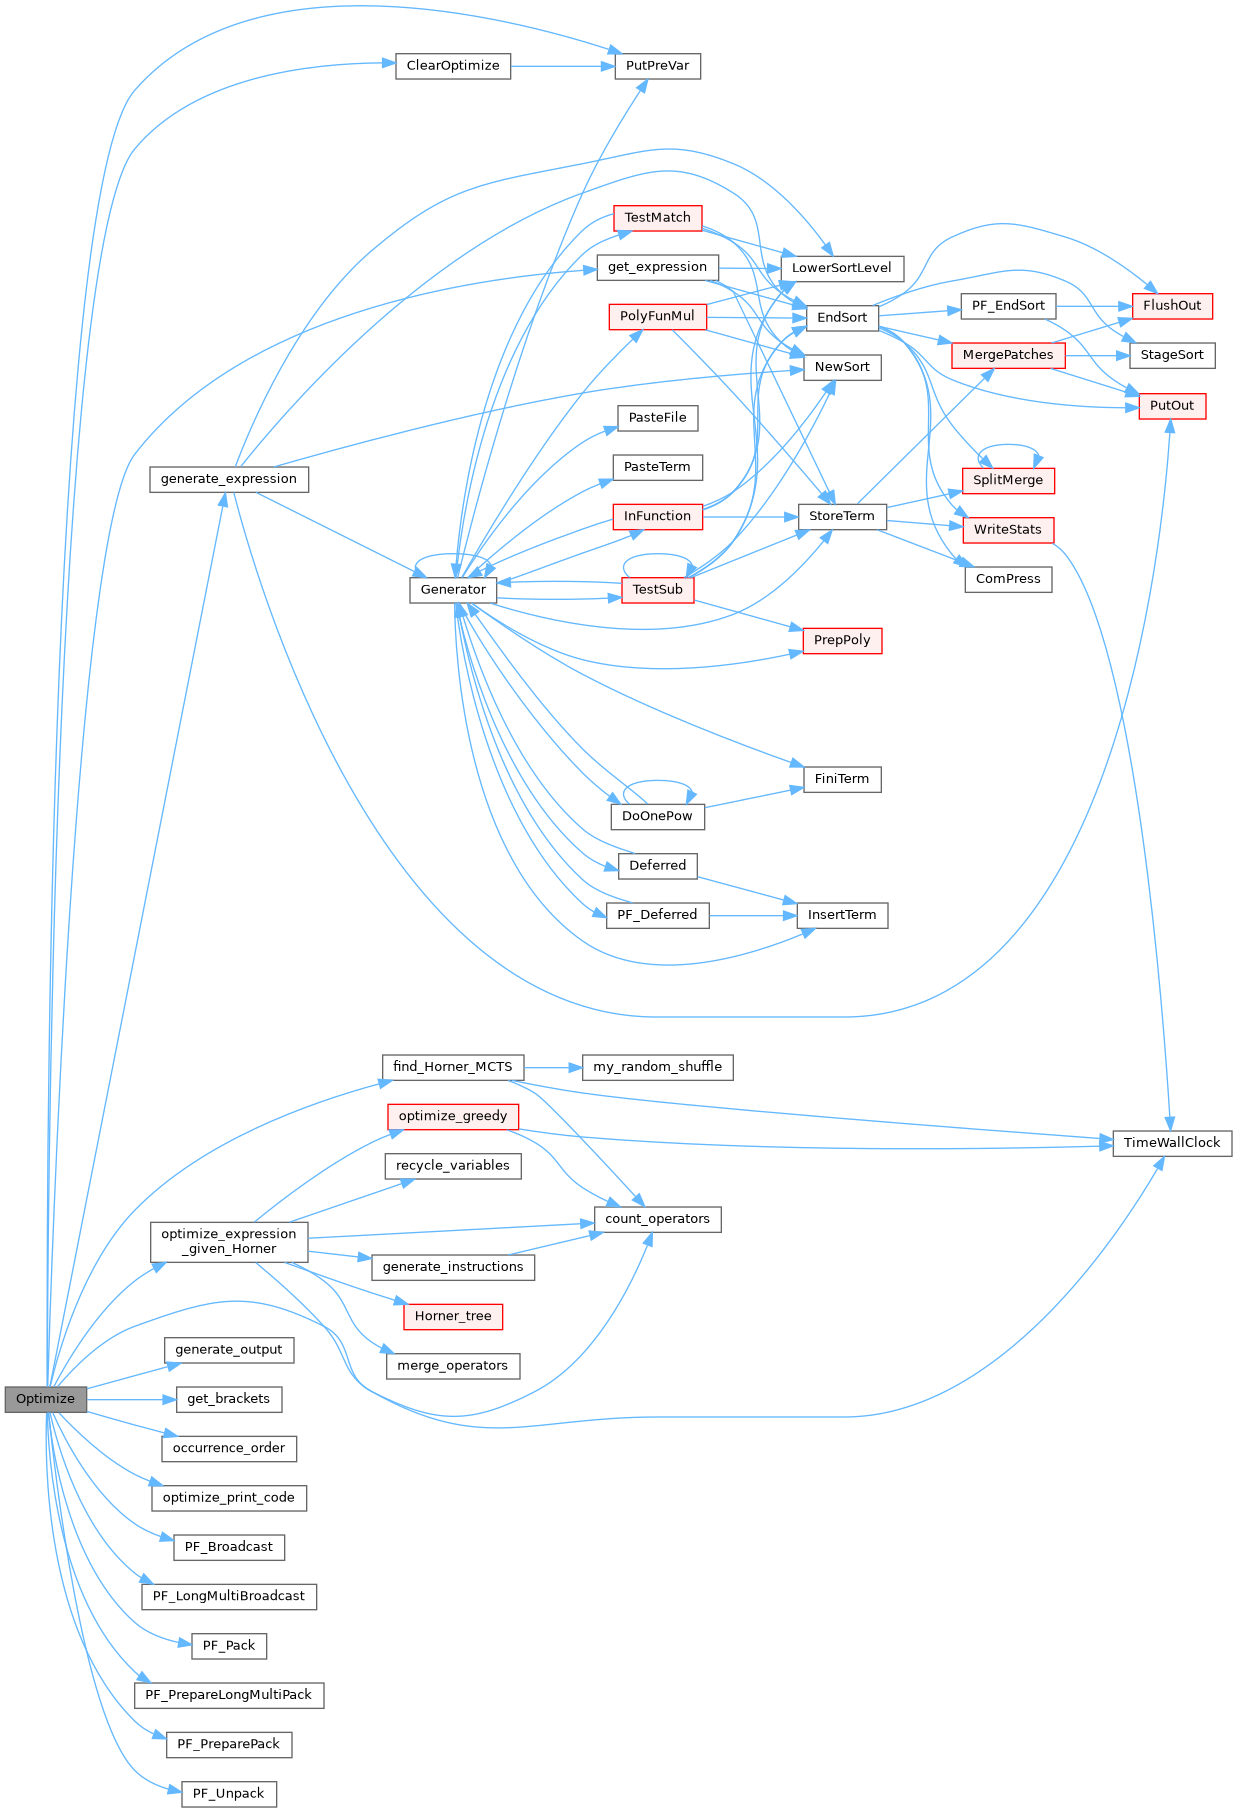 ClearOptimize
PutPreVar
TestMatch
get_expression
LowerSortLevel
PolyFunMul
EndSort
PF_EndSort
FlushOut
MergePatches
StageSort
NewSort
PutOut
PasteFile
PasteTerm
generate_expression
SplitMerge
InFunction
StoreTerm
WriteStats
Generator
TestSub
ComPress
PrepPoly
FiniTerm
DoOnePow
Deferred
PF_Deferred
InsertTerm
find_Horner_MCTS
my_random_shuffle
optimize_greedy
TimeWallClock
recycle_variables
count_operators
optimize_expression
_given_Horner
generate_instructions
Horner_tree
generate_output
merge_operators
Optimize
get_brackets
occurrence_order
optimize_print_code
PF_Broadcast
PF_LongMultiBroadcast
PF_Pack
PF_PrepareLongMultiPack
PF_PreparePack
PF_Unpack